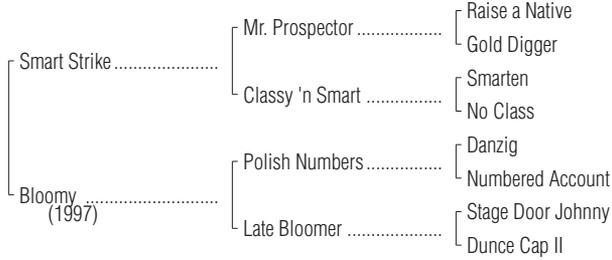 Raise a Native
Mr. Prospector ..................
Gold Digger
Smart Strike ......................
Smarten
Classy 'n Smart ................
No Class
Danzig
Polish Numbers................
Numbered Account
Bloomy ............................
(1997)
Stage Door Johnny
Late Bloomer ....................
Dunce Cap II